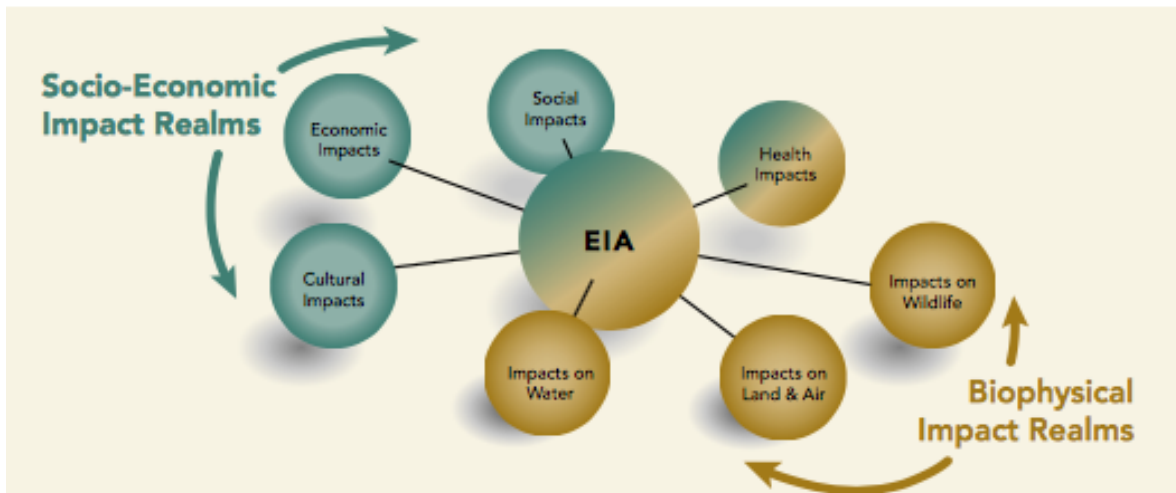 Socio-Economic
Impact Realms
Economic
Impacts
Social
Impacts
Health
Impacts
EIA
Cultural
Impacts
Impacts on
Wildlife
Impacts on
Water
Impacts on
Land & Air
Biophysical
Impact Realms